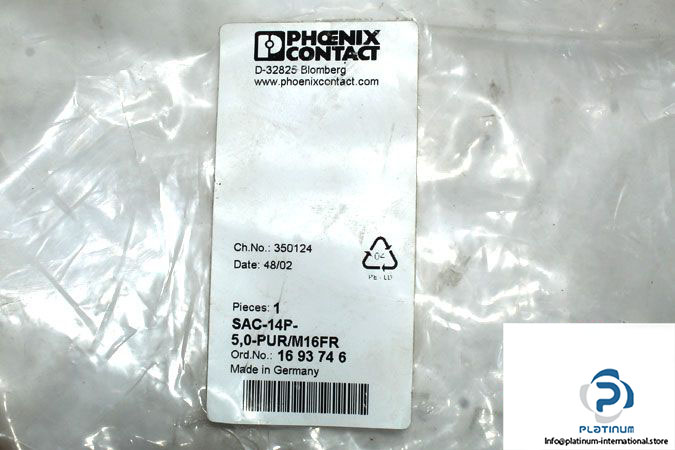 PHŒNIX
CONTACT
D-32825 Blomberg
www.phoenixcontact.com
Ch.No.: 350124
Date: 48/02
04
PE-LD
Pieces: 1
SAC-14P-
5,0-PUR/M16FR
Ord.No.: 16 93 74 6
Made in Germany
PLATINUM
Info@platinum-international.store